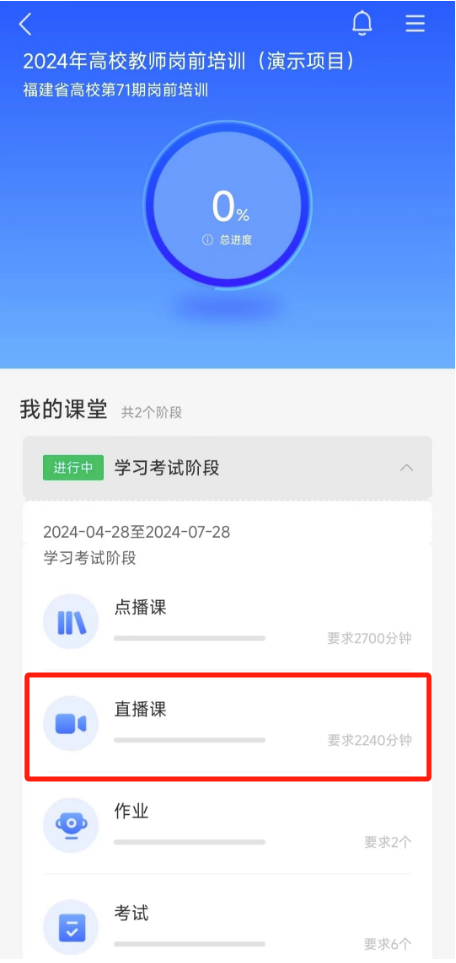 2024年高校教师岗前培训（演示项目）
福建省高校第71期岗前培训
0%
总进度
我的课堂 共2个阶段
进行中 学习考试阶段
2024-04-28至2024-07-28
学习考试阶段
点播课
要求2700分钟
直播课
要求2240分钟
作业
要求2个
考试
要求6个